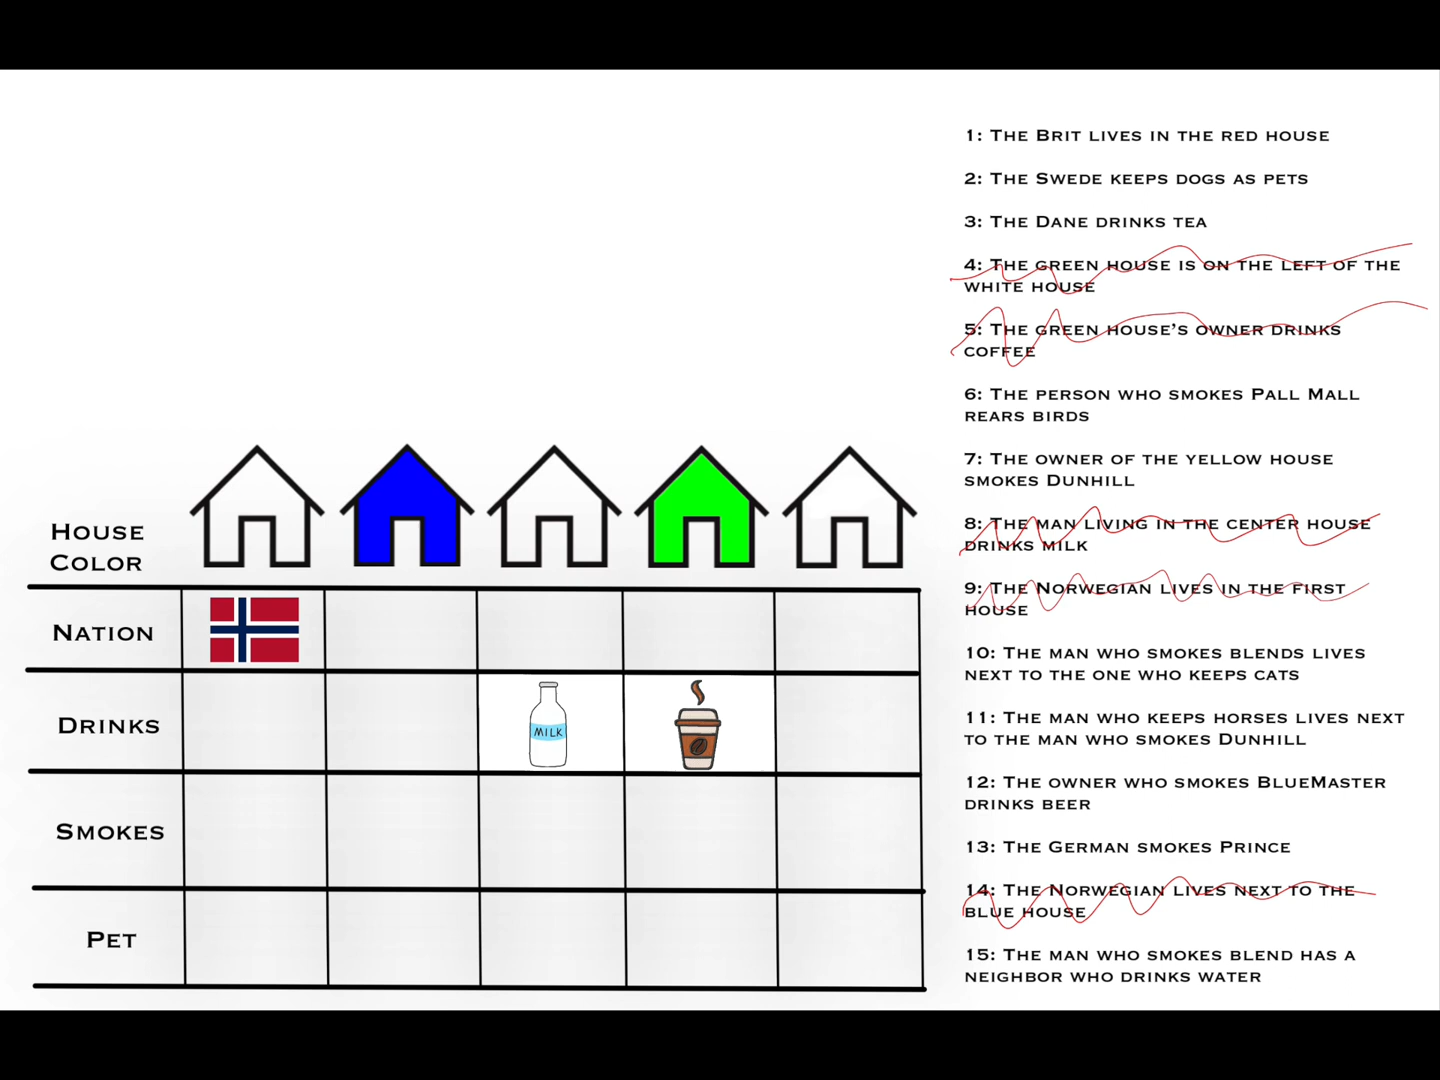 1: The Brit lives in the red house
2: The Swede keeps dogs as pets
3: The Dane drinks tea
4: The green house is on the left of the
white house
5: The green house's owner drinks
coffee
6: The person who smokes Pall Mall
rears birds
7: The owner of the yellow house
smokes Dunhill
8: The man living in the center house
drinks milk
9: The Norwegian lives in the first
house
10: The man who smokes blends lives
next to the one who keeps cats
11: The man who keeps horses lives next
to the man who smokes Dunhill
12: The owner who smokes BlueMaster
drinks beer
13: The German smokes Prince
14: The Norwegian lives next to the
blue house
15: The man who smokes blend has a
neighbor who drinks water
House
Color
Nation
Drinks
MILK
Smokes
Pet